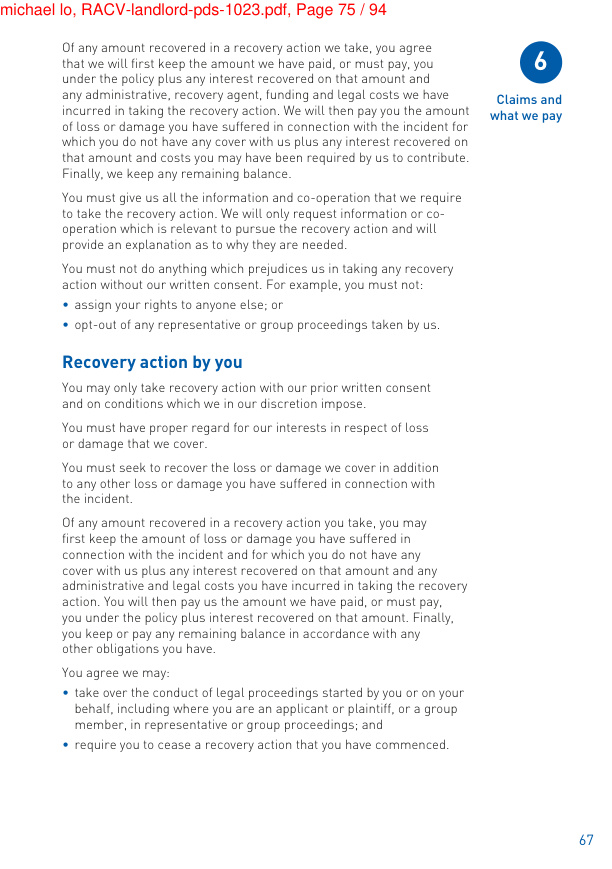 michael lo, RACV-landlord-pds-1023.pdf, Page 75 / 94
6
Claims and
what we pay
Of any amount recovered in a recovery action we take, you agree
that we will first keep the amount we have paid, or must pay, you
under the policy plus any interest recovered on that amount and
any administrative, recovery agent, funding and legal costs we have
incurred in taking the recovery action. We will then pay you the amount
of loss or damage you have suffered in connection with the incident for
which you do not have any cover with us plus any interest recovered on
that amount and costs you may have been required by us to contribute.
Finally, we keep any remaining balance.
You must give us all the information and co-operation that we require
to take the recovery action. We will only request information or co-
operation which is relevant to pursue the recovery action and will
provide an explanation as to why they are needed.
You must not do anything which prejudices us in taking any recovery
action without our written consent. For example, you must not:
• assign your rights to anyone else; or
• opt-out of any representative or group proceedings taken by us.
Recovery action by you
You may only take recovery action with our prior written consent
and on conditions which we in our discretion impose.
You must have proper regard for our interests in respect of loss
or damage that we cover.
You must seek to recover the loss or damage we cover in addition
to any other loss or damage you have suffered in connection with
the incident.
Of any amount recovered in a recovery action you take, you may
first keep the amount of loss or damage you have suffered in
connection with the incident and for which you do not have any
cover with us plus any interest recovered on that amount and any
administrative and legal costs you have incurred in taking the recovery
action. You will then pay us the amount we have paid, or must pay,
you under the policy plus interest recovered on that amount. Finally,
you keep or pay any remaining balance in accordance with any
other obligations you have.
You agree we may:
• take over the conduct of legal proceedings started by you or on your
behalf, including where you are an applicant or plaintiff, or a group
member, in representative or group proceedings; and
• require you to cease a recovery action that you have commenced.
67